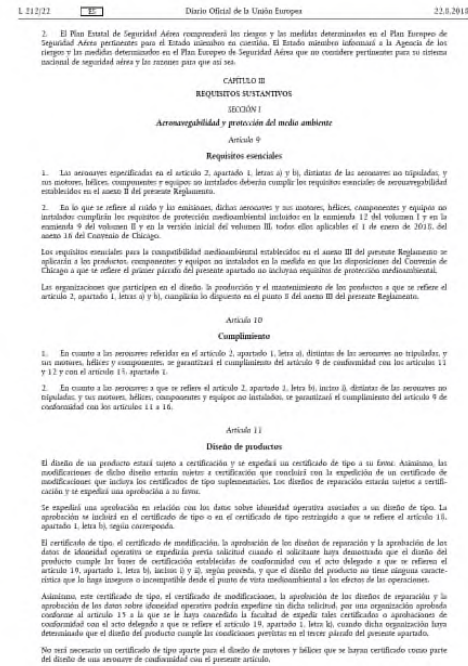 L 212/22 ES Diario Oficial de la Unión Europea 22.8.2018
2. El Plan Estatal de Seguridad Aérea comprenderá los riesgos y las medidas determinados en el Plan Europeo de
Seguridad Aérea pertinentes para el Estado miembro en cuestión. El Estado miembro informará a la Agencia de los
riesgos y las medidas determinados en el Plan Europeo de Seguridad Aérea que no considere pertinentes para su sistema
nacional de seguridad aérea y las razones para que así sea.
CAPÍTULO III
REQUISITOS SUSTANTIVOS
SECCIÓN I
Aeronavegabilidad y protección del medio ambiente
Artículo 9
Requisitos esenciales
1. Las aeronaves especificadas en el artículo 2, apartado 1, letras a) y b), distintas de las aeronaves no tripuladas, y
sus motores, hélices, componentes y equipos no instalados deberán cumplir los requisitos esenciales de aeronavegabilidad
establecidos en el anexo II del presente Reglamento.
2. En lo que se refiere al ruido y las emisiones, dichas aeronaves y sus motores, hélices, componentes y equipos no
instalados cumplirán los requisitos de protección medioambiental incluidos en la enmienda 12 del volumen I y en la
enmienda 9 del volumen II y en la versión inicial del volumen III, todos ellos aplicables el 1 de enero de 2018, del
anexo 16 del Convenio de Chicago.
Los requisitos esenciales para la compatibilidad medioambiental establecidos en el anexo III del presente Reglamento se
aplicarán a los productos, componentes y equipos no instalados en la medida en que las disposiciones del Convenio de
Chicago a que se refiere el primer párrafo del presente apartado no incluyan requisitos de protección medioambiental.
Las organizaciones que participen en el diseño, la producción y el mantenimiento de los productos a que se refiere el
artículo 2, apartado 1, letras a) y b), cumplirán lo dispuesto en el punto 8 del anexo III del presente Reglamento.
Artículo 10
Cumplimiento
1. En cuanto a las aeronaves referidas en el artículo 2, apartado 1, letra a), distintas de las aeronaves no tripuladas, y
sus motores, hélices y componentes, se garantizará el cumplimiento del artículo 9 de conformidad con los artículos 11
y 12 y con el artículo 15, apartado 1.
2. En cuanto a las aeronaves a que se refiere el artículo 2, apartado 1, letra b), inciso i), distintas de las aeronaves no
tripuladas, y sus motores, hélices, componentes y equipos no instalados, se garantizará el cumplimiento del artículo 9 de
conformidad con los artículos 11 a 16.
Artículo 11
Diseño de productos
El diseño de un producto estará sujeto a certificación y se expedirá un certificado de tipo a su favor. Asimismo, las
modificaciones de dicho diseño estarán sujetas a certificación que concluirá con la expedición de un certificado de
modificaciones que incluya los certificados de tipo suplementarios. Los diseños de reparación estarán sujetos a certifi-
cación y se expedirá una aprobación a su favor.
Se expedirá una aprobación en relación con los datos sobre idoneidad operativa asociados a un diseño de tipo. La
aprobación se incluirá en el certificado de tipo o en el certificado de tipo restringido a que se refiere el artículo 18,
apartado 1, letra b), según corresponda.
El certificado de tipo, el certificado de modificación, la aprobación de los diseños de reparación y la aprobación de los
datos de idoneidad operativa se expedirán previa solicitud cuando el solicitante haya demostrado que el diseño del
producto cumple las bases de certificación establecidas de conformidad con el acto delegado a que se refieren el
artículo 19, apartado 1, letra b), incisos i) y ii), según proceda, y que el diseño del producto no tiene ninguna caracte-
rística que lo haga inseguro o incompatible desde el punto de vista medioambiental a los efectos de las operaciones.
Asimismo, este certificado de tipo, el certificado de modificaciones, la aprobación de los diseños de reparación y la
aprobación de los datos sobre idoneidad operativa podrán expedirse sin dicha solicitud, por una organización aprobada
conforme al artículo 15 a la que se le haya concedido la facultad de expedir tales certificados o aprobaciones de
conformidad con el acto delegado a que se refiere el artículo 19, apartado 1, letra k), cuando dicha organización haya
determinado que el diseño del producto cumple las condiciones previstas en el tercer párrafo del presente apartado.
No será necesario un certificado de tipo aparte para el diseño de motores y hélices que se hayan certificado como parte
del diseño de una aeronave de conformidad con el presente artículo.